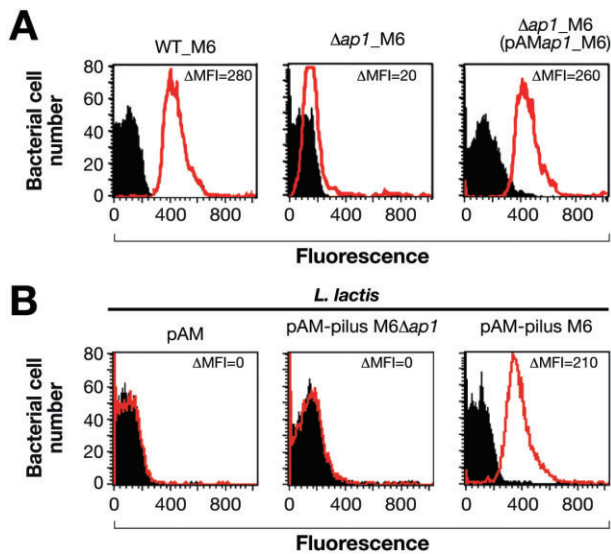 A
WT_M6
Δap1_M6
Δap1_M6
(pAMap1_M6)
Bacterial cell
number
80
60
40
20
0
ΔMFI=280
ΔMFI=20
ΔMFI=260
0 400 800
0 400 800
0 400 800
Fluorescence
B
L. lactis
pAM
pAM-pilus M6Δap1
pAM-pilus M6
Bacterial cell
number
80
60
40
20
0
ΔMFI=0
ΔMFI=0
ΔMFI=210
0 400 800
0 400 800
0 400 800
Fluorescence